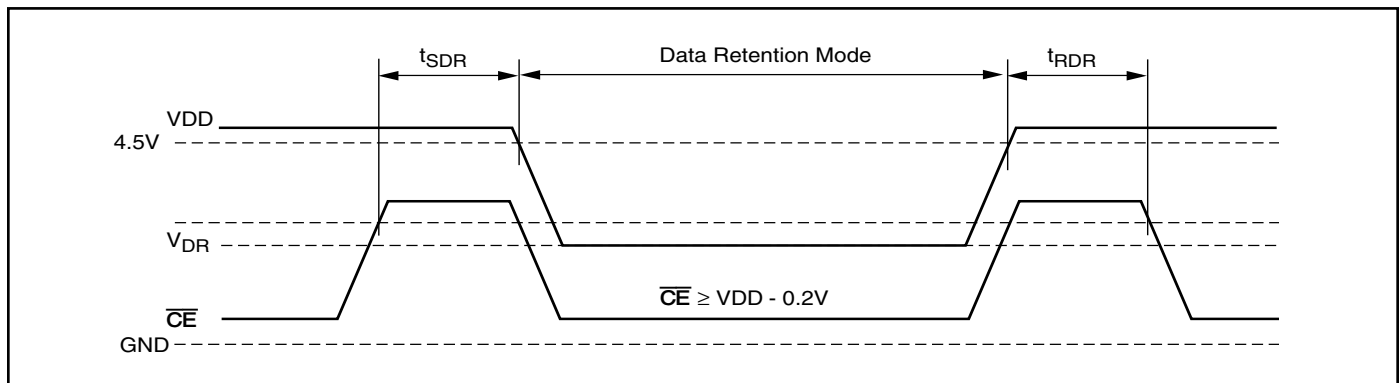 tSDR Data Retention Mode tRDR
VDD
4.5V
VDR
CE ≥ VDD - 0.2V
CE
GND